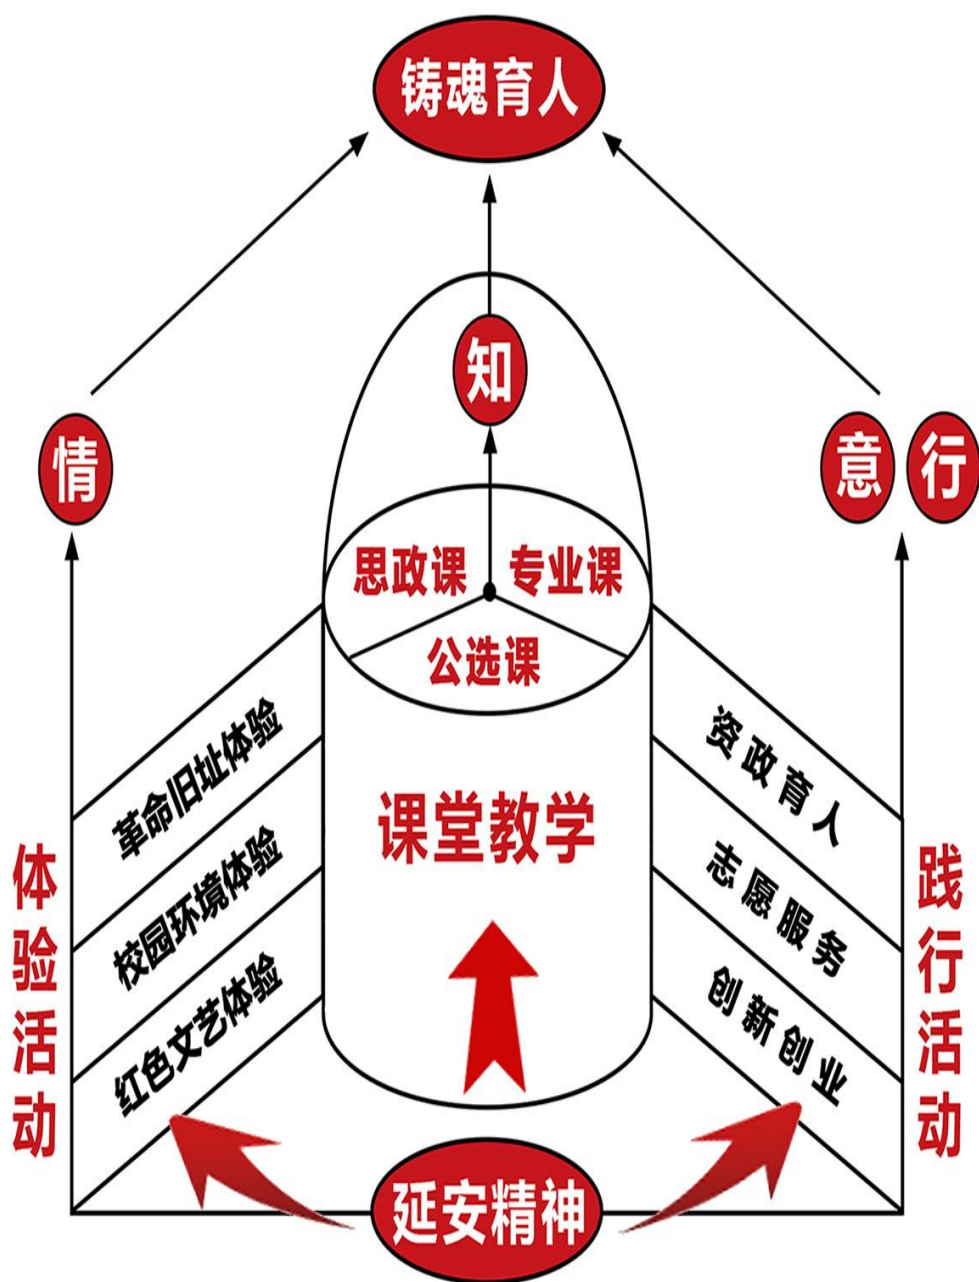 铸魂育人
知
情
意
行
思政课
专业课
公选课
革命旧址体验
校园环境体验
红色文艺体验
课堂教学
资政育人
志愿服务
创新创业
体验活动
践行活动
延安精神